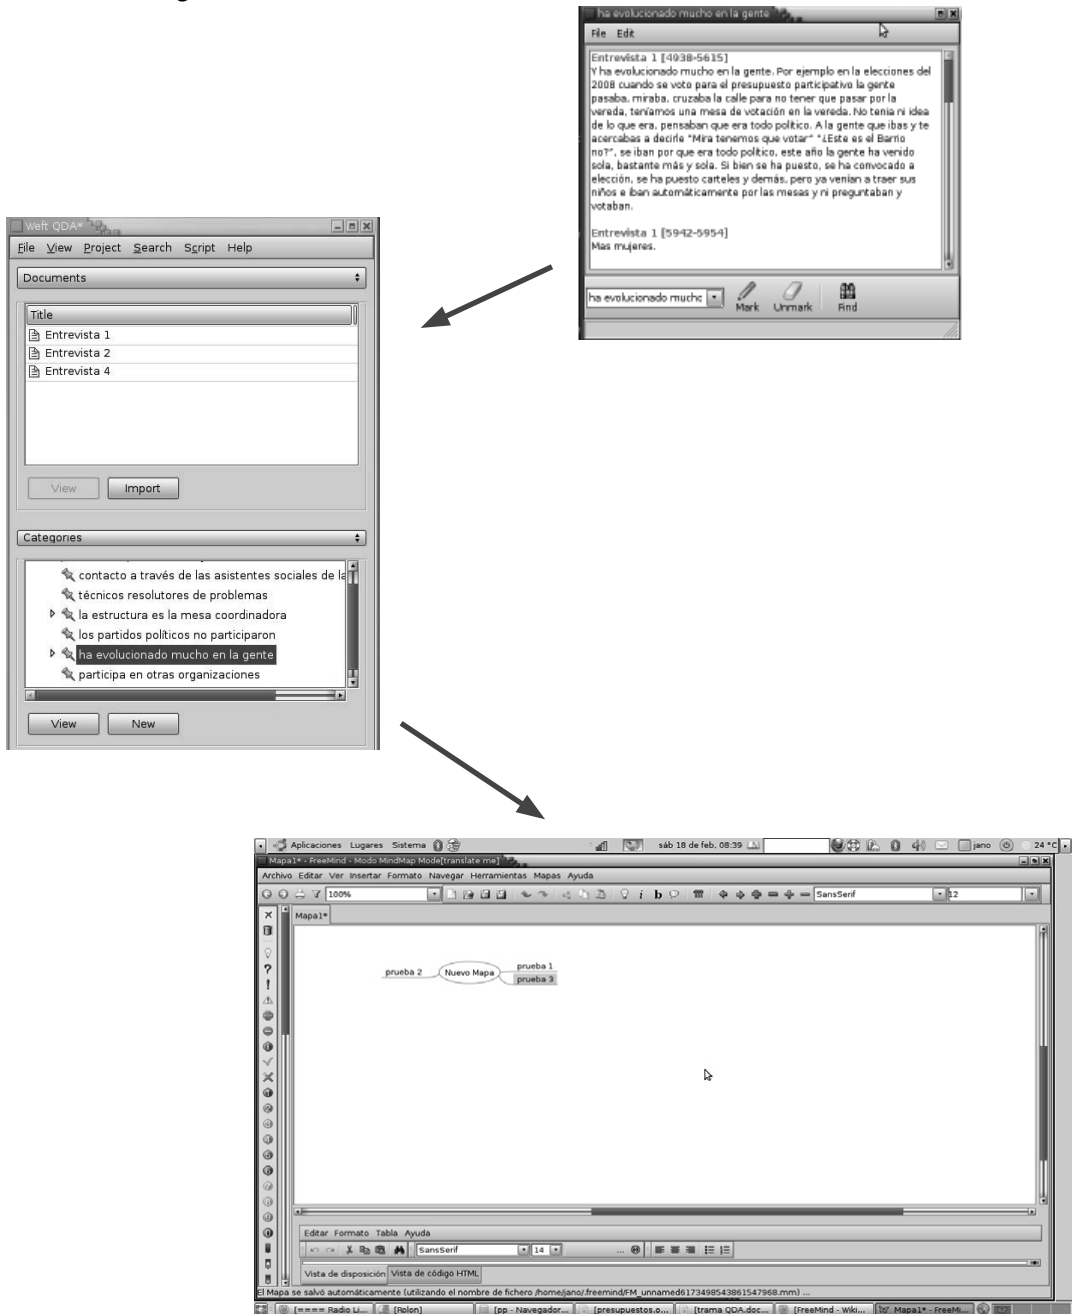 ha evolucionado mucho en la gente
File Edit
Entrevista 1 [4938-5615]
Y ha evolucionado mucho en la gente. Por ejemplo en la elecciones del
2008 cuando se voto para el presupuesto participativo la gente
pasaba, miraba, cruzaba la calle para no tener que pasar por la
vereda, teníamos una mesa de votación en la vereda. No tenia ni idea
de lo que era, pensaban que era todo político. A la gente que ibas y te
acercabas a decirle "Mira tenemos que votar" "¿Este es el Barrio
no?", se iban por que era todo político, este año la gente ha venido
sola, bastante más y sola. Si bien se ha puesto, se ha convocado a
elección, se ha puesto carteles y demás, pero ya venían a traer sus
niños e iban automáticamente por las mesas y ni preguntaban y
votaban.
Entrevista 1 [5942-5954]
Mas mujeres.
ha evolucionado mucho
Mark Unmark Find
Weft QDA*
File View Project Search Script Help
Documents
Title
Entrevista 1
Entrevista 2
Entrevista 4
View Import
Categories
contacto a través de las asistentes sociales de la
técnicos resolutores de problemas
la estructura es la mesa coordinadora
los partidos políticos no participaron
ha evolucionado mucho en la gente
participa en otras organizaciones
View New
Aplicaciones Lugares Sistema sáb 18 de feb, 08:39 jano 24 °C
Mapa1* - FreeMind - Modo MindMap Mode[translate me]
Archivo Editar Ver Insertar Formato Navegar Herramientas Mapas Ayuda
100% i b SansSerif 12
Mapa1*
prueba 2 Nuevo Mapa prueba 1
prueba 3
Editar Formato Tabla Ayuda
SansSerif 14 ...
Vista de disposición Vista de código HTML
El Mapa se salvó automáticamente (utilizando el nombre de fichero /home/jano/.freemind/FM_unnamed6173498543861547968.mm) ...
[==== Radio Li... [Rolon] [pp - Navegador... [presupuestos.o... [trama QDA.doc... [FreeMind - Wiki... Mapa1* - FreeMi...